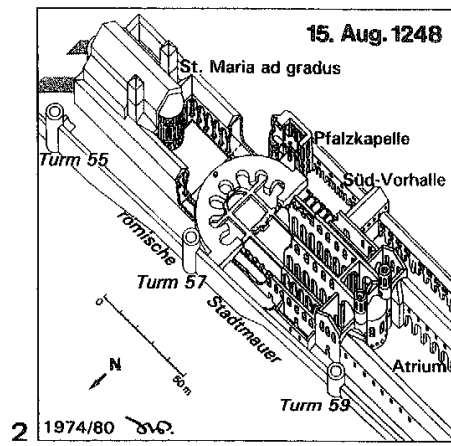 15. Aug. 1248
St. Maria ad gradus
Pfalzkapelle
Turm 55
Süd-Vorhalle
römische
Turm 57
Stadtmauer
0
50m
N
Atrium
Turm 59
2
1974/80